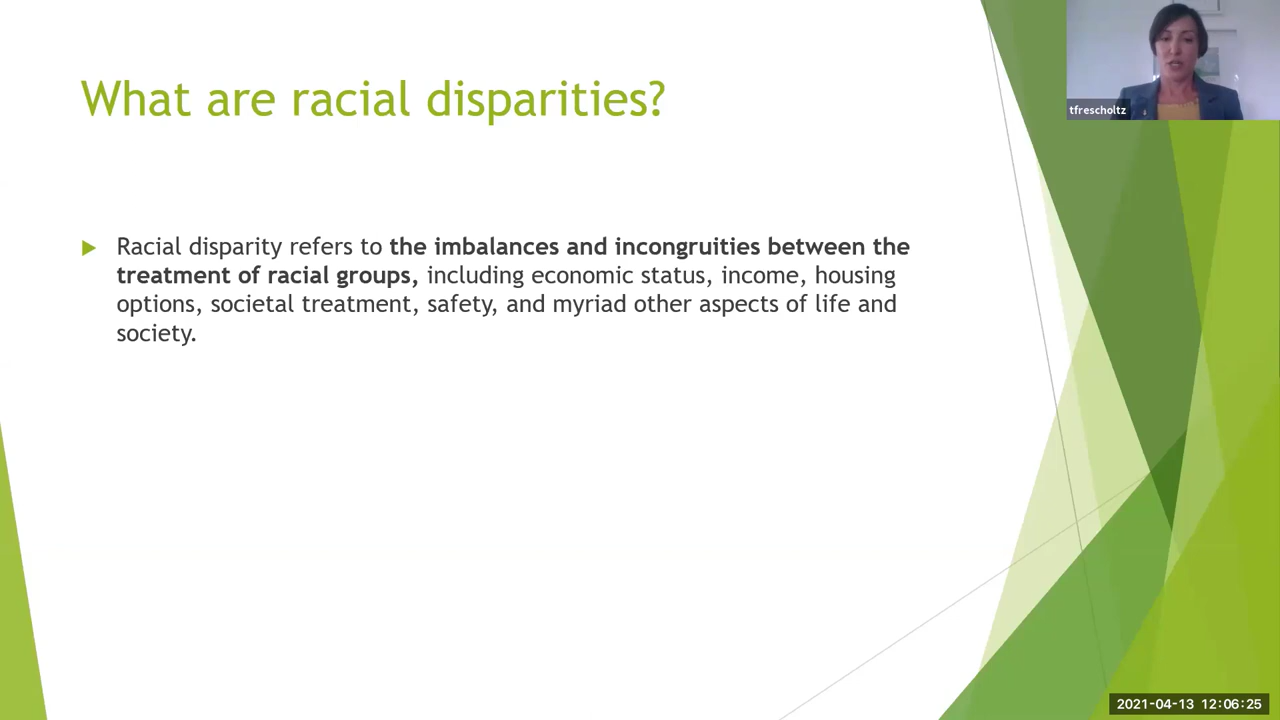 What are racial disparities?
tfrescholtz
Racial disparity refers to the imbalances and incongruities between the
treatment of racial groups, including economic status, income, housing
options, societal treatment, safety, and myriad other aspects of life and
society.
2021-04-13 12:06:25